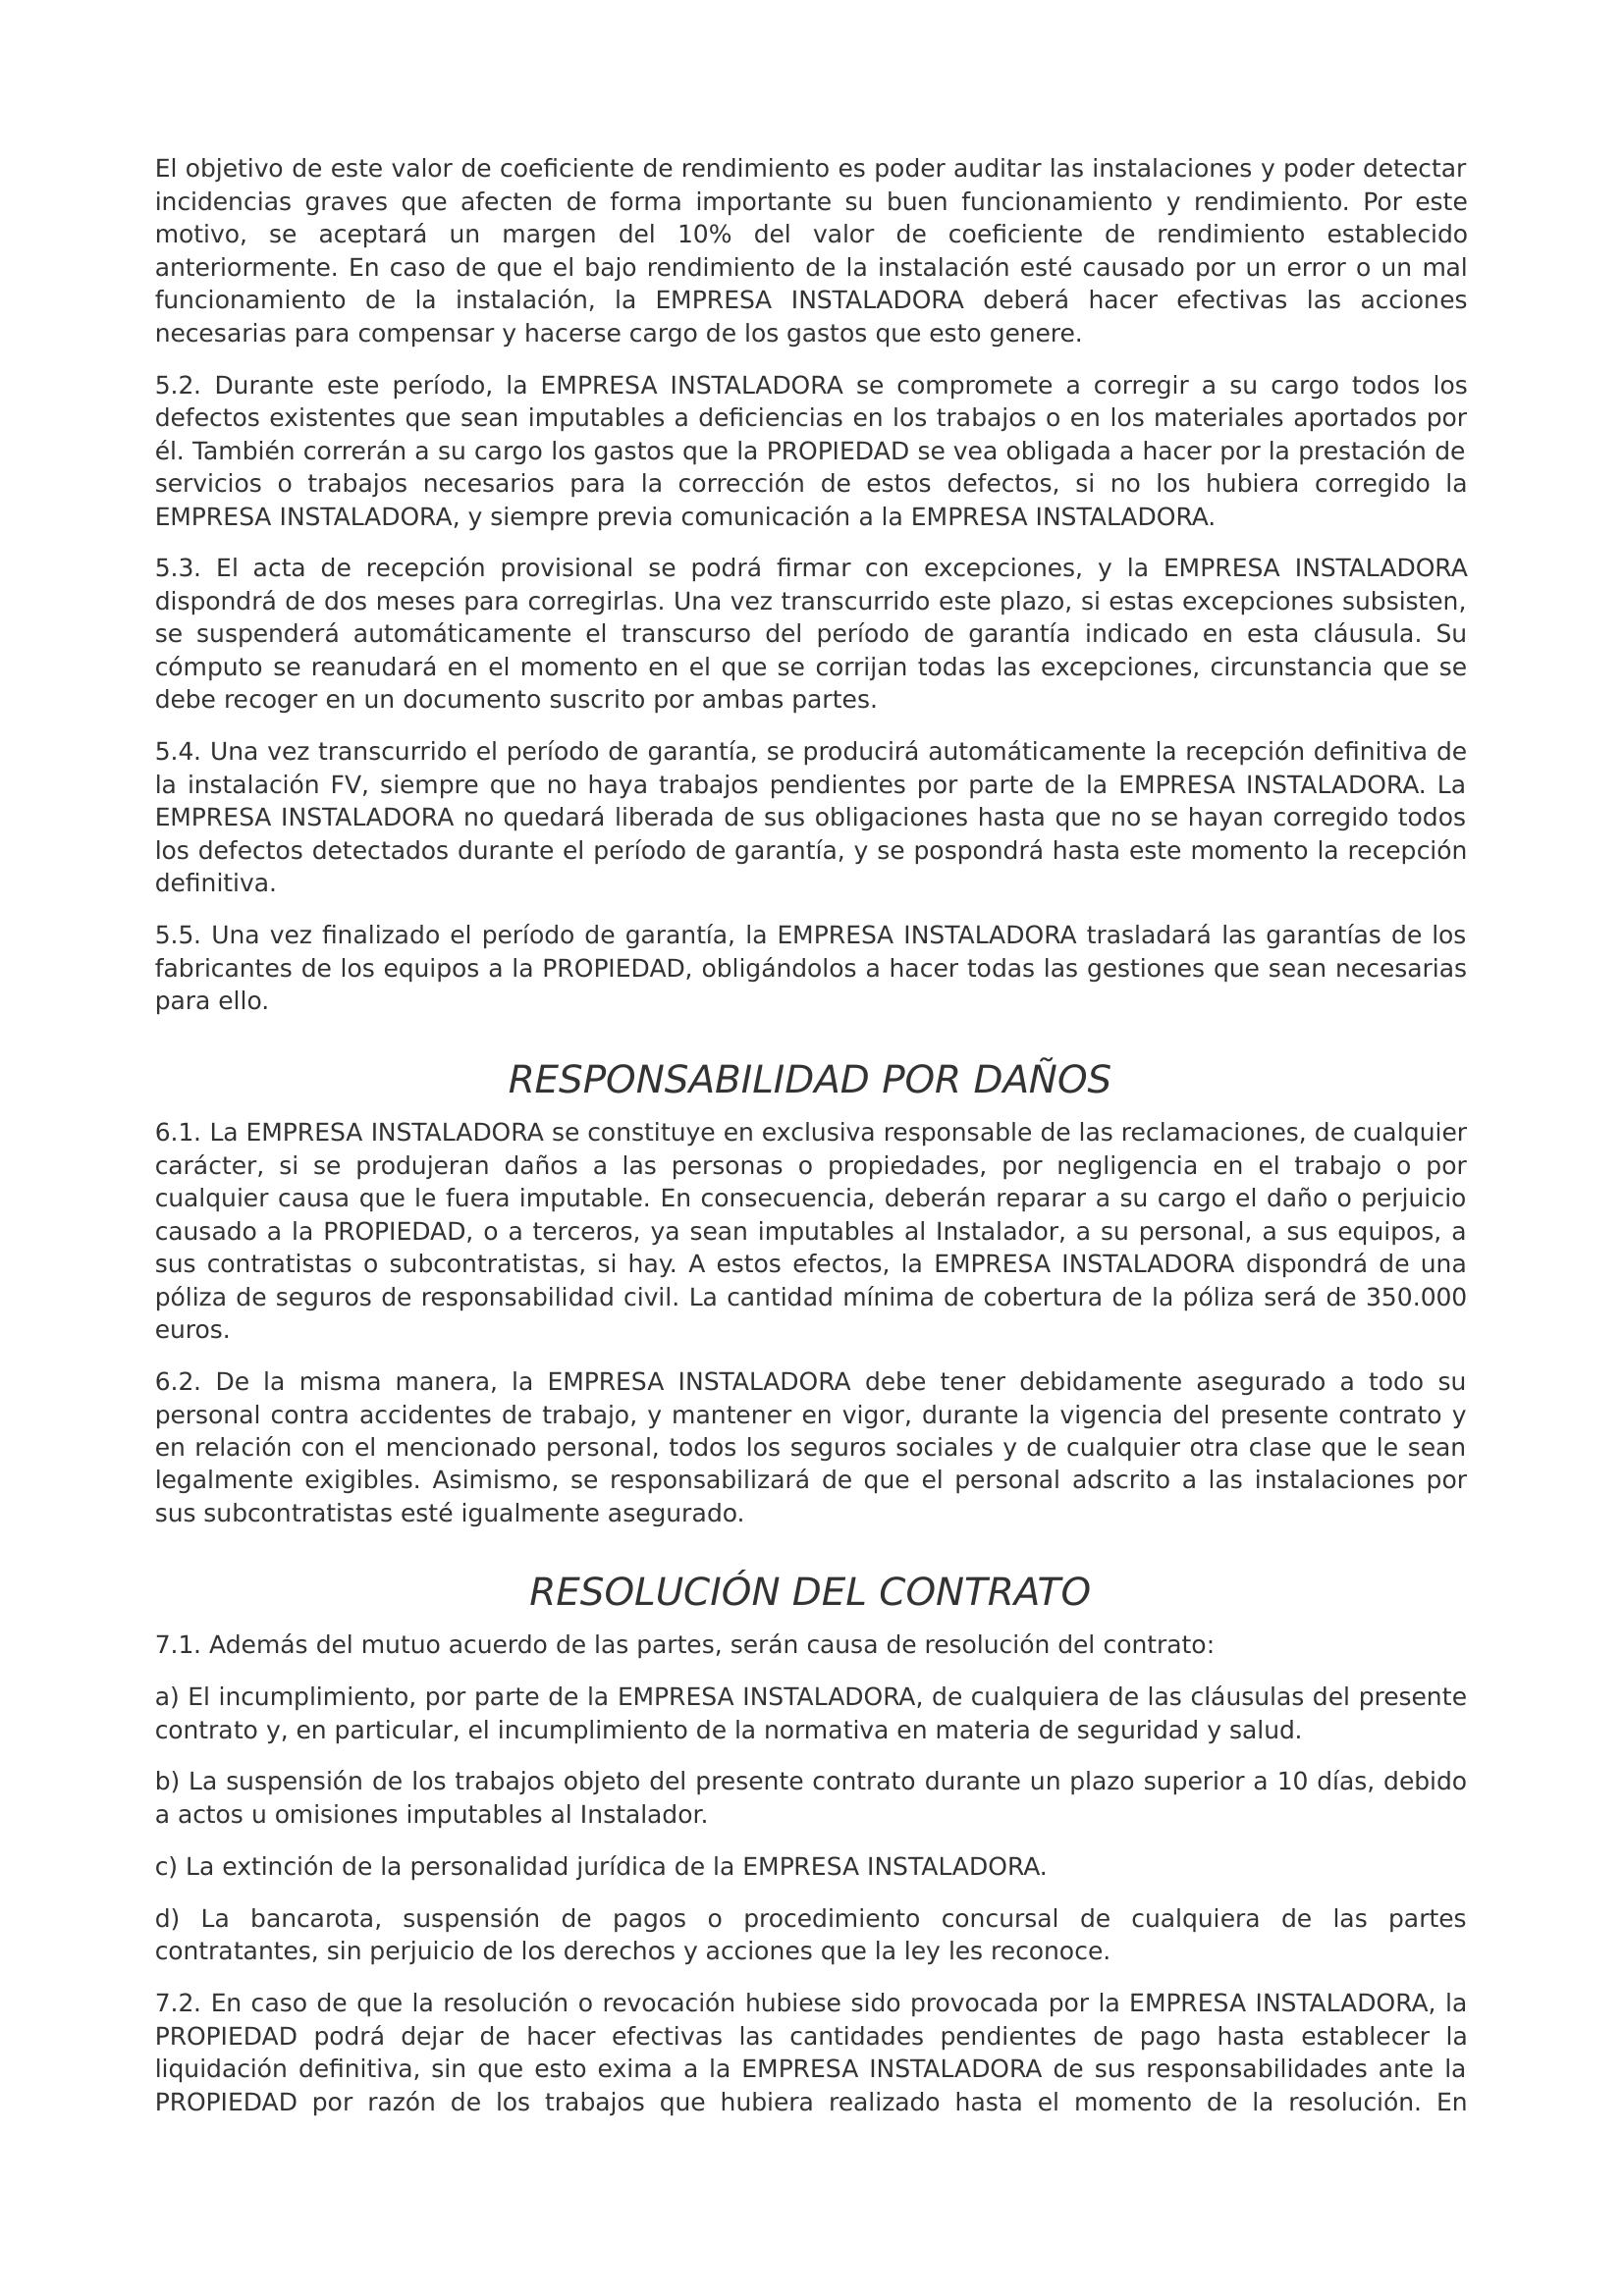 El objetivo de este valor de coeficiente de rendimiento es poder auditar las instalaciones y poder detectar
incidencias graves que afecten de forma importante su buen funcionamiento y rendimiento. Por este
motivo, se aceptará un margen del 10% del valor de coeficiente de rendimiento establecido
anteriormente. En caso de que el bajo rendimiento de la instalación esté causado por un error o un mal
funcionamiento de la instalación, la EMPRESA INSTALADORA deberá hacer efectivas las acciones
necesarias para compensar y hacerse cargo de los gastos que esto genere.
5.2. Durante este período, la EMPRESA INSTALADORA se compromete a corregir a su cargo todos los
defectos existentes que sean imputables a deficiencias en los trabajos o en los materiales aportados por
él. También correrán a su cargo los gastos que la PROPIEDAD se vea obligada a hacer por la prestación de
servicios o trabajos necesarios para la corrección de estos defectos, si no los hubiera corregido la
EMPRESA INSTALADORA, y siempre previa comunicación a la EMPRESA INSTALADORA.
5.3. El acta de recepción provisional se podrá firmar con excepciones, y la EMPRESA INSTALADORA
dispondrá de dos meses para corregirlas. Una vez transcurrido este plazo, si estas excepciones subsisten,
se suspenderá automáticamente el transcurso del período de garantía indicado en esta cláusula. Su
cómputo se reanudará en el momento en el que se corrijan todas las excepciones, circunstancia que se
debe recoger en un documento suscrito por ambas partes.
5.4. Una vez transcurrido el período de garantía, se producirá automáticamente la recepción definitiva de
la instalación FV, siempre que no haya trabajos pendientes por parte de la EMPRESA INSTALADORA. La
EMPRESA INSTALADORA no quedará liberada de sus obligaciones hasta que no se hayan corregido todos
los defectos detectados durante el período de garantía, y se pospondrá hasta este momento la recepción
definitiva.
5.5. Una vez finalizado el período de garantía, la EMPRESA INSTALADORA trasladará las garantías de los
fabricantes de los equipos a la PROPIEDAD, obligándolos a hacer todas las gestiones que sean necesarias
para ello.
RESPONSABILIDAD POR DAÑOS
6.1. La EMPRESA INSTALADORA se constituye en exclusiva responsable de las reclamaciones, de cualquier
carácter, si se produjeran daños a las personas o propiedades, por negligencia en el trabajo o por
cualquier causa que le fuera imputable. En consecuencia, deberán reparar a su cargo el daño o perjuicio
causado a la PROPIEDAD, o a terceros, ya sean imputables al Instalador, a su personal, a sus equipos, a
sus contratistas o subcontratistas, si hay. A estos efectos, la EMPRESA INSTALADORA dispondrá de una
póliza de seguros de responsabilidad civil. La cantidad mínima de cobertura de la póliza será de 350.000
euros.
6.2. De la misma manera, la EMPRESA INSTALADORA debe tener debidamente asegurado a todo su
personal contra accidentes de trabajo, y mantener en vigor, durante la vigencia del presente contrato y
en relación con el mencionado personal, todos los seguros sociales y de cualquier otra clase que le sean
legalmente exigibles. Asimismo, se responsabilizará de que el personal adscrito a las instalaciones por
sus subcontratistas esté igualmente asegurado.
RESOLUCIÓN DEL CONTRATO
7.1. Además del mutuo acuerdo de las partes, serán causa de resolución del contrato:
a) El incumplimiento, por parte de la EMPRESA INSTALADORA, de cualquiera de las cláusulas del presente
contrato y, en particular, el incumplimiento de la normativa en materia de seguridad y salud.
b) La suspensión de los trabajos objeto del presente contrato durante un plazo superior a 10 días, debido
a actos u omisiones imputables al Instalador.
c) La extinción de la personalidad jurídica de la EMPRESA INSTALADORA.
d) La bancarota, suspensión de pagos o procedimiento concursal de cualquiera de las partes
contratantes, sin perjuicio de los derechos y acciones que la ley les reconoce.
7.2. En caso de que la resolución o revocación hubiese sido provocada por la EMPRESA INSTALADORA, la
PROPIEDAD podrá dejar de hacer efectivas las cantidades pendientes de pago hasta establecer la
liquidación definitiva, sin que esto exima a la EMPRESA INSTALADORA de sus responsabilidades ante la
PROPIEDAD por razón de los trabajos que hubiera realizado hasta el momento de la resolución. En